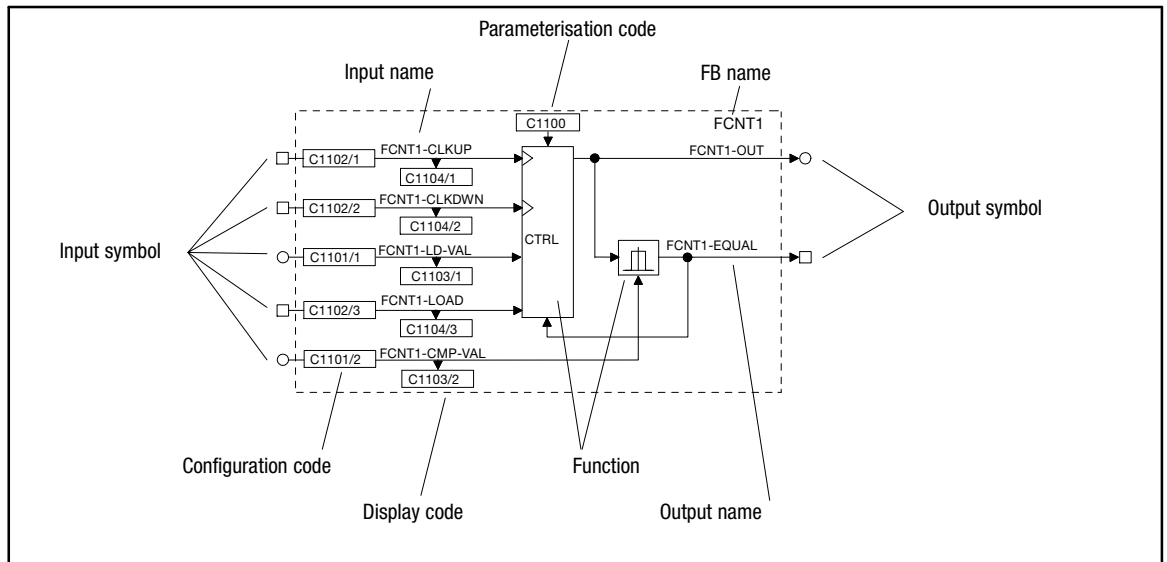 Parameterisation code
Input name
FB name
C1100
FCNT1
C1102/1
FCNT1-CLKUP
FCNT1-OUT
C1104/1
C1102/2
FCNT1-CLKDWN
C1104/2
Output symbol
Input symbol
CTRL
C1101/1
FCNT1-LD-VAL
FCNT1-EQUAL
C1103/1
C1102/3
FCNT1-LOAD
C1104/3
C1101/2
FCNT1-CMP-VAL
C1103/2
Configuration code
Function
Display code
Output name